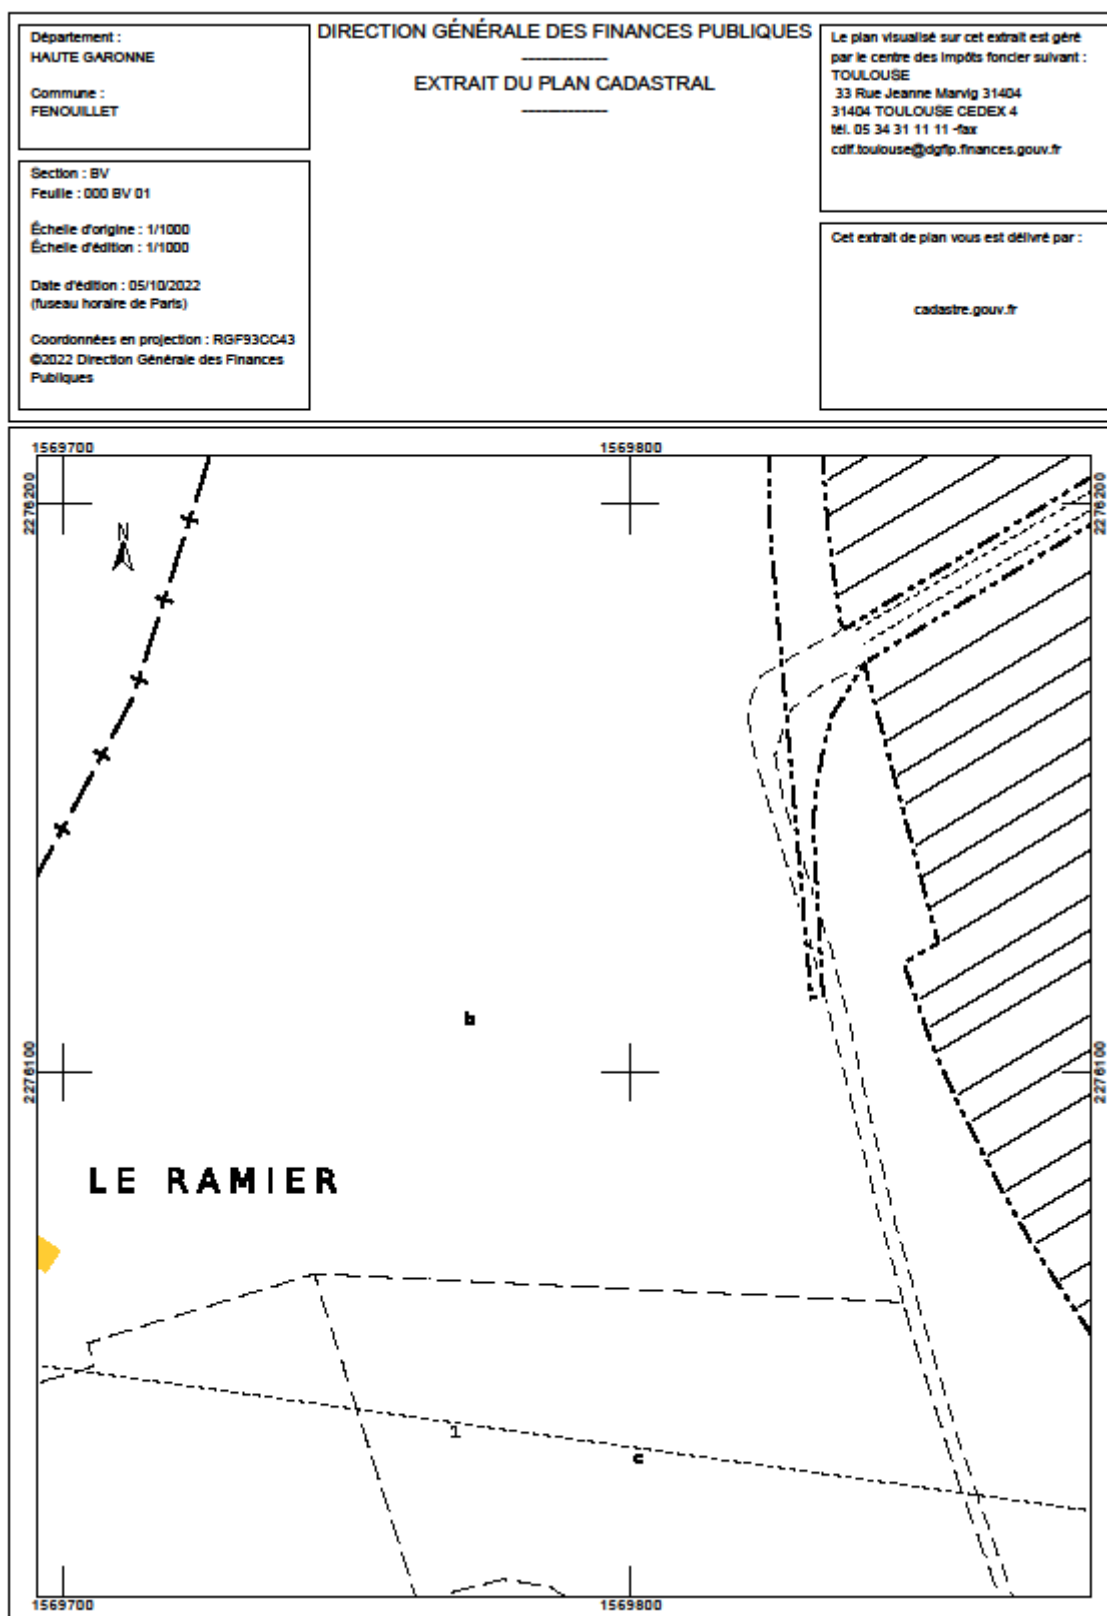 Département :
HAUTE GARONNE
Commune :
FENOUILLET
Section : BV
Feuille : 000 BV 01
Échelle d'origine : 1/1000
Échelle d'édition : 1/1000
Date d'édition : 05/10/2022
(fuseau horaire de Paris)
Coordonnées en projection : RGF93CC43
©2022 Direction Générale des Finances
Publiques
DIRECTION GÉNÉRALE DES FINANCES PUBLIQUES
EXTRAIT DU PLAN CADASTRAL
Le plan visualisé sur cet extrait est géré
par le centre des impôts foncier suivant :
TOULOUSE
33 Rue Jeanne Marvig 31404
31404 TOULOUSE CEDEX 4
tél. 05 34 31 11 11 -fax
cdif.toulouse@dgfip.finances.gouv.fr
Cet extrait de plan vous est délivré par :
cadastre.gouv.fr
1569700
1569800
2276200
2276200
N
b
2276100
2276100
LE RAMIER
1
c
1569700
1569800